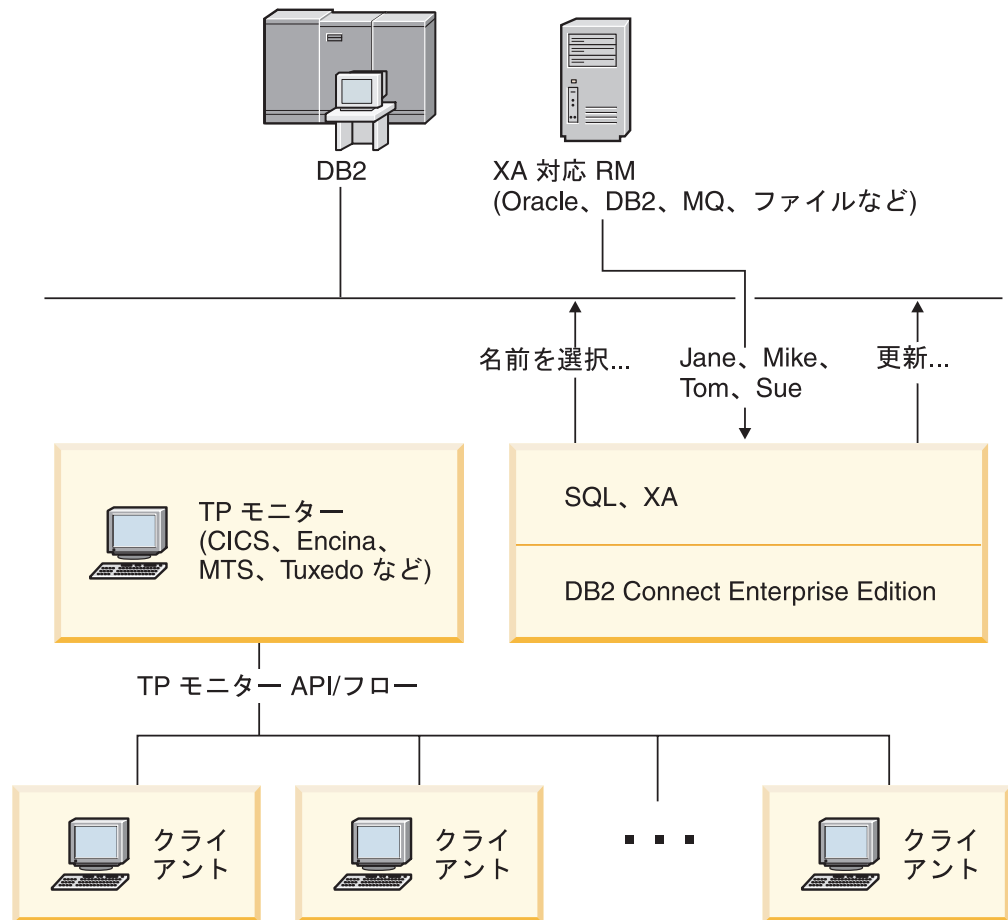 DB2
XA 対応 RM
(Oracle、DB2、MQ、ファイルなど)
名前を選択...
Jane、Mike、
Tom、Sue
更新...
TP モニター
(CICS、Encina、
MTS、Tuxedo など)
SQL、XA
DB2 Connect Enterprise Edition
TP モニター API/フロー
クライ
アント
クライ
アント
クライ
アント